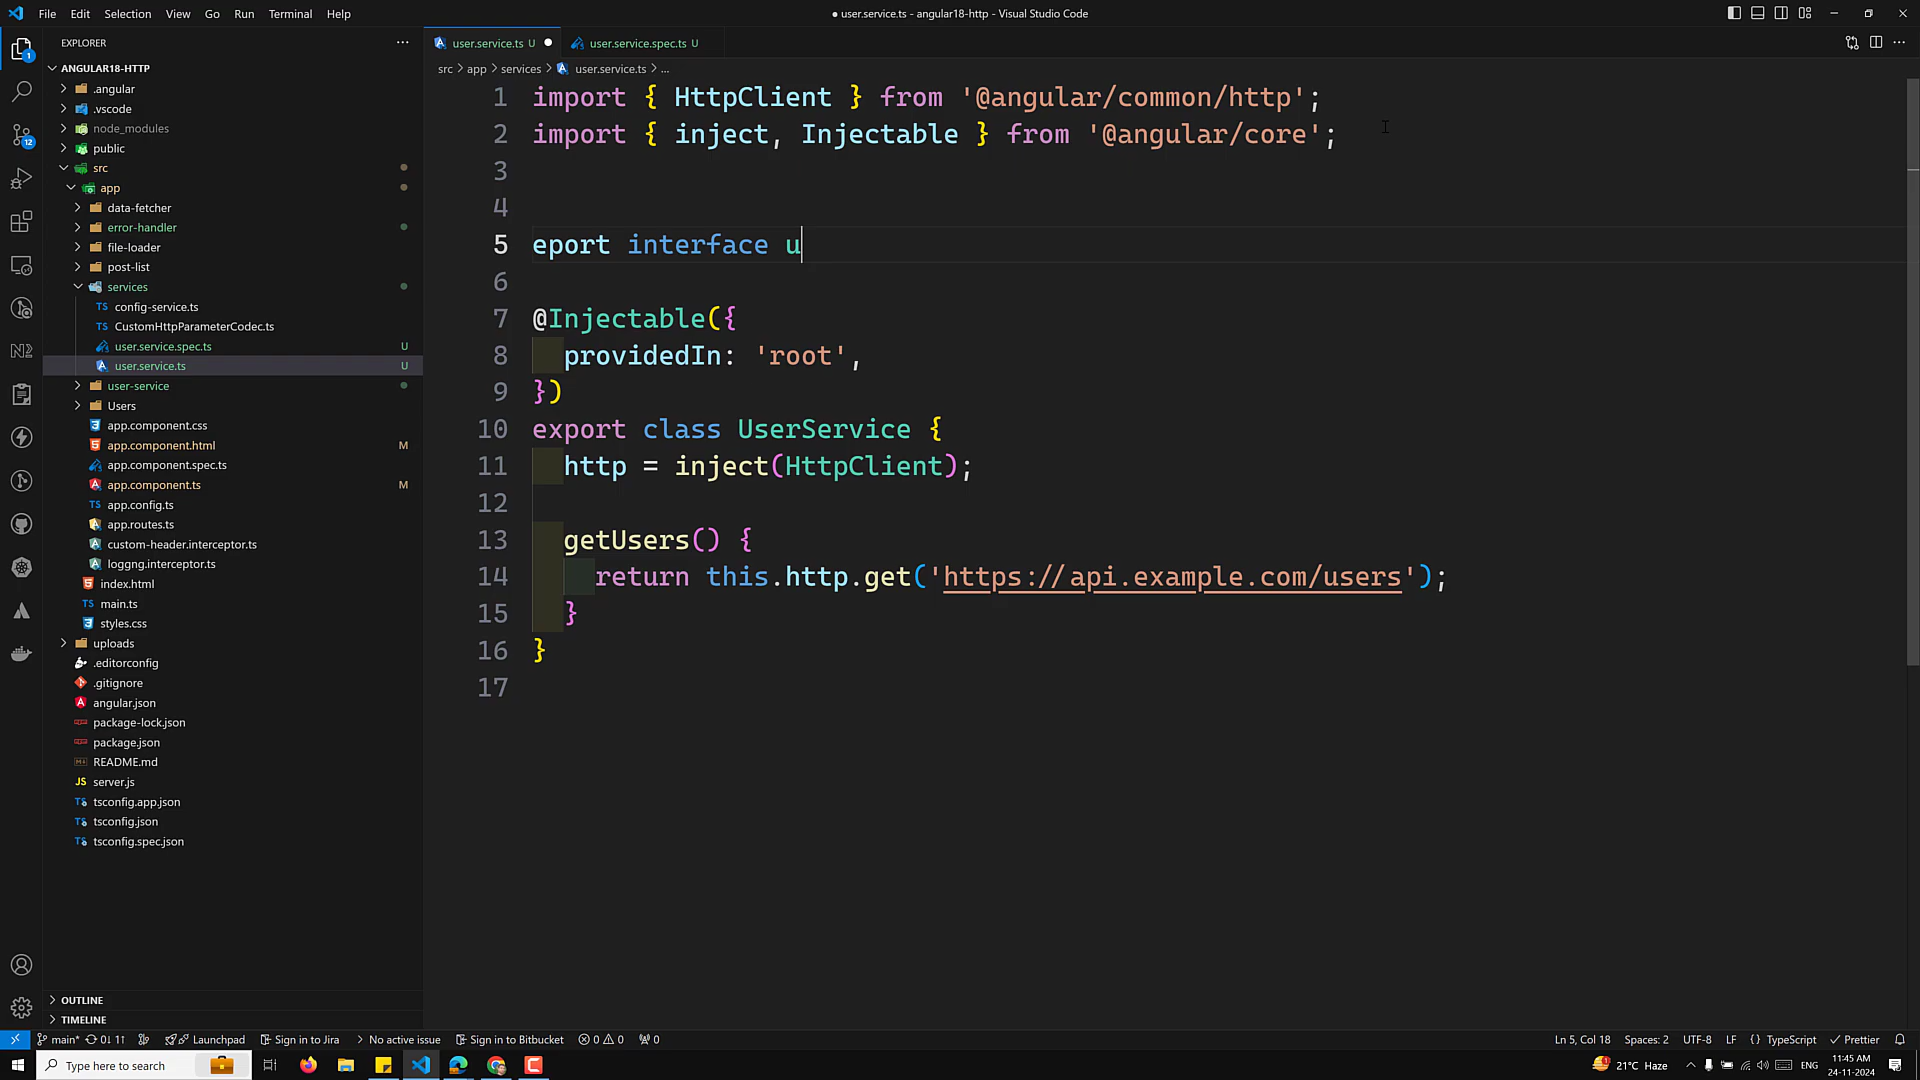 File Edit Selection View Go Run Terminal Help
● user.service.ts - angular18-http - Visual Studio Code
EXPLORER
ANGULAR18-HTTP
.angular
.vscode
node_modules
public
src
app
data-fetcher
error-handler
file-loader
post-list
services
TS config-service.ts
TS CustomHttpParameterCodec.ts
user.service.spec.ts U
user.service.ts U
user-service
Users
app.component.css
app.component.html M
app.component.spec.ts
app.component.ts M
TS app.config.ts
app.routes.ts
custom-header.interceptor.ts
loggng.interceptor.ts
index.html
TS main.ts
styles.css
uploads
.editorconfig
.gitignore
angular.json
package-lock.json
package.json
README.md
JS server.js
tsconfig.app.json
tsconfig.json
tsconfig.spec.json
OUTLINE
TIMELINE
user.service.ts U ●
user.service.spec.ts U
src > app > services > user.service.ts > ...
1 import { HttpClient } from '@angular/common/http';
2 import { inject, Injectable } from '@angular/core';
3
4
5 eport interface u
6
7 @Injectable({
8 providedIn: 'root',
9 })
10 export class UserService {
11 http = inject(HttpClient);
12
13 getUsers() {
14 return this.http.get('https://api.example.com/users');
15 }
16 }
17
1
12
N2
main* 0↓ 1↑ Launchpad Sign in to Jira > No active issue Sign in to Bitbucket 0 0 0
Ln 5, Col 18 Spaces: 2 UTF-8 LF {} TypeScript Prettier
Type here to search
21°C Haze ENG
11:45 AM
24-11-2024